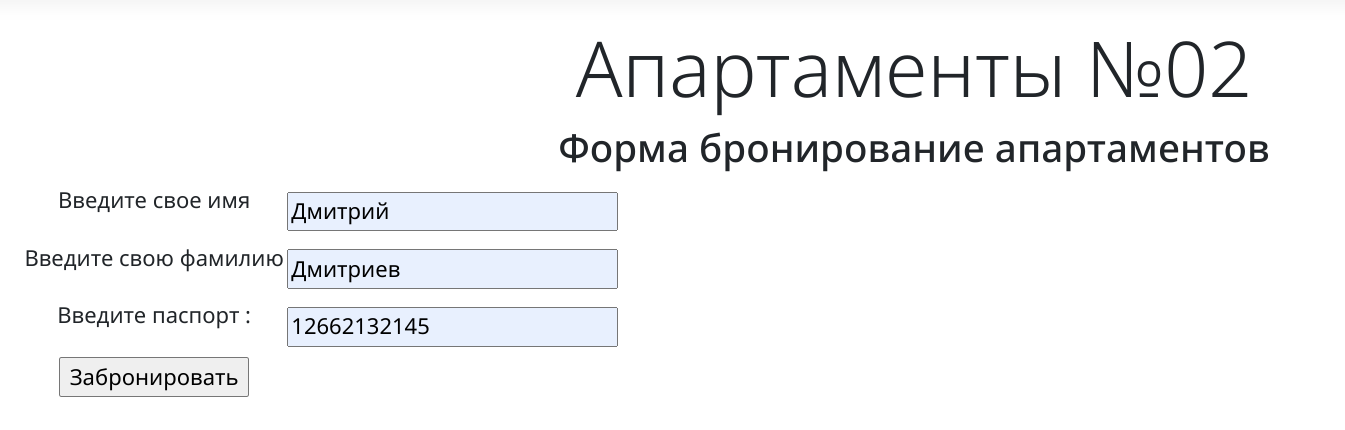 Апартаменты №02
Форма бронирование апартаментов
Введите свое имя Дмитрий
Введите свою фамилию Дмитриев
Введите паспорт : 12662132145
Забронировать